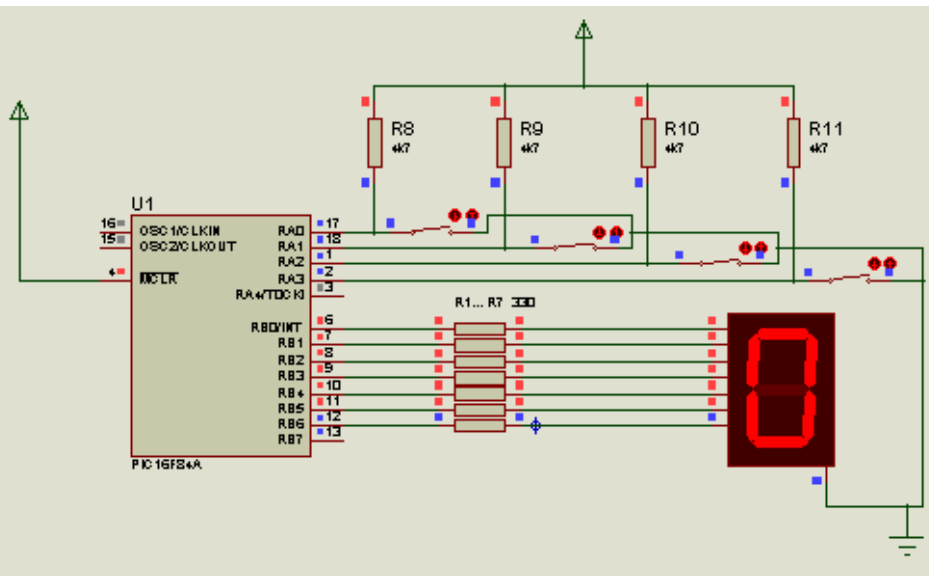 R8
4k7
R9
4k7
R10
4k7
R11
4k7
U1
16
OSC1/CLKIN
RA0
17
15
OSC2/CLKOUT
RA1
18
RA2
1
4
MCLR
RA3
2
RA4/T0CKI
3
R1... R7 330
RB0/INT
6
RB1
7
RB2
8
RB3
9
RB4
10
RB5
11
RB6
12
RB7
13
PIC16F84A
0